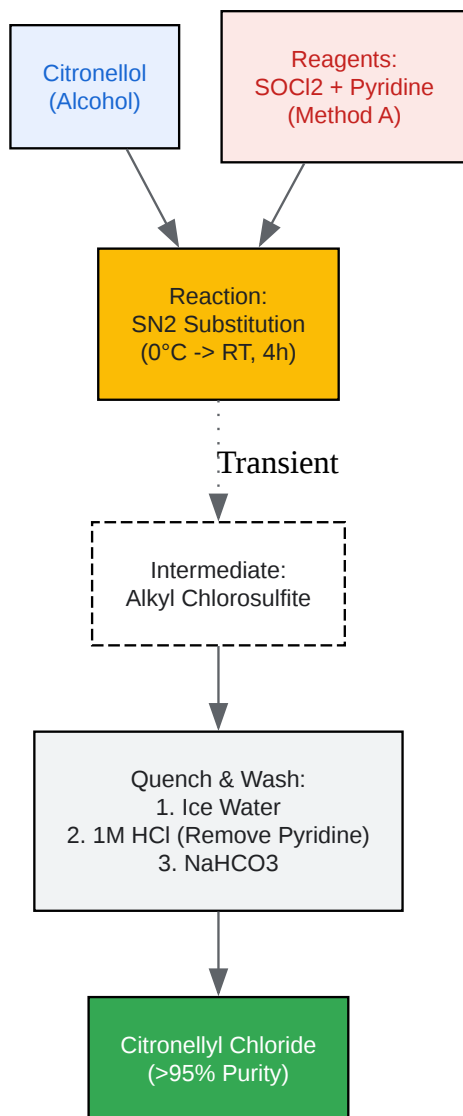 Citronellol
(Alcohol)
Reagents:
SOCl2 + Pyridine
(Method A)
Reaction:
SN2 Substitution
(0°C -> RT, 4h)
Transient
Intermediate:
Alkyl Chlorosulfite
Quench & Wash:
1. Ice Water
2. 1M HCl (Remove Pyridine)
3. NaHCO3
Citronellyl Chloride
(>95% Purity)